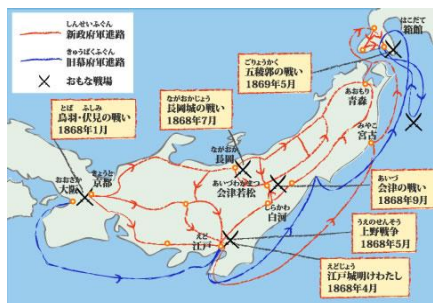 しんせいふぐん
新政府軍進路
きゅうばくふぐん
旧幕府軍進路
おもな戦場
はこだて
箱館
ごりょうかく
五稜郭の戦い
1869年5月
あおもり
青森
みやこ
宮古
ながおかじょう
長岡城の戦い
1868年7月
とば ふしみ
鳥羽・伏見の戦い
1868年1月
ながおか
長岡
あいづわかまつ
会津若松
しらかわ
白河
あいづ
会津の戦い
1868年9月
おおさか
大阪
きょうと
京都
えど
江戸
うえのせんそう
上野戦争
1868年5月
えどじょう
江戸城明けわたし
1868年4月